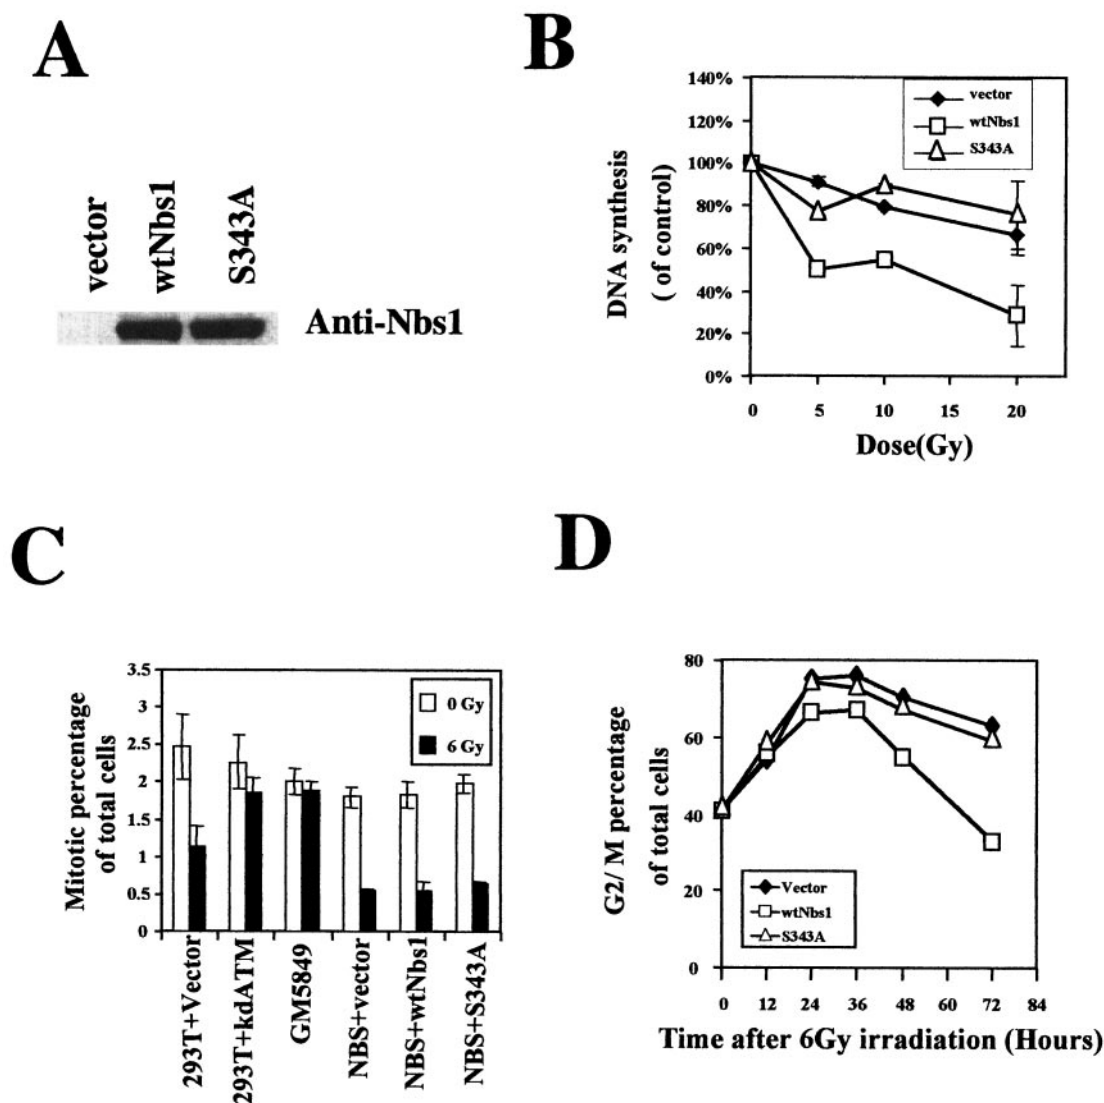 A
vector
wtNbs1
S343A
Anti-Nbs1
B
140%
120%
100%
80%
60%
40%
20%
0%
DNA synthesis
( of control)
vector
wtNbs1
S343A
0 5 10 20
Dose(Gy)
C
3.5
3
2.5
2
1.5
1
0.5
0
Mitotic percentage
of total cells
0 Gy
6 Gy
293T+Vector
293T+kdATM
GM5849
NBS+vector
NBS+wtNbs1
NBS+S343A
D
80
60
40
20
0
G2/ M percentage
of total cells
Vector
wtNbs1
S343A
0 12 24 36 48 72 84
Time after 6Gy irradiation (Hours)